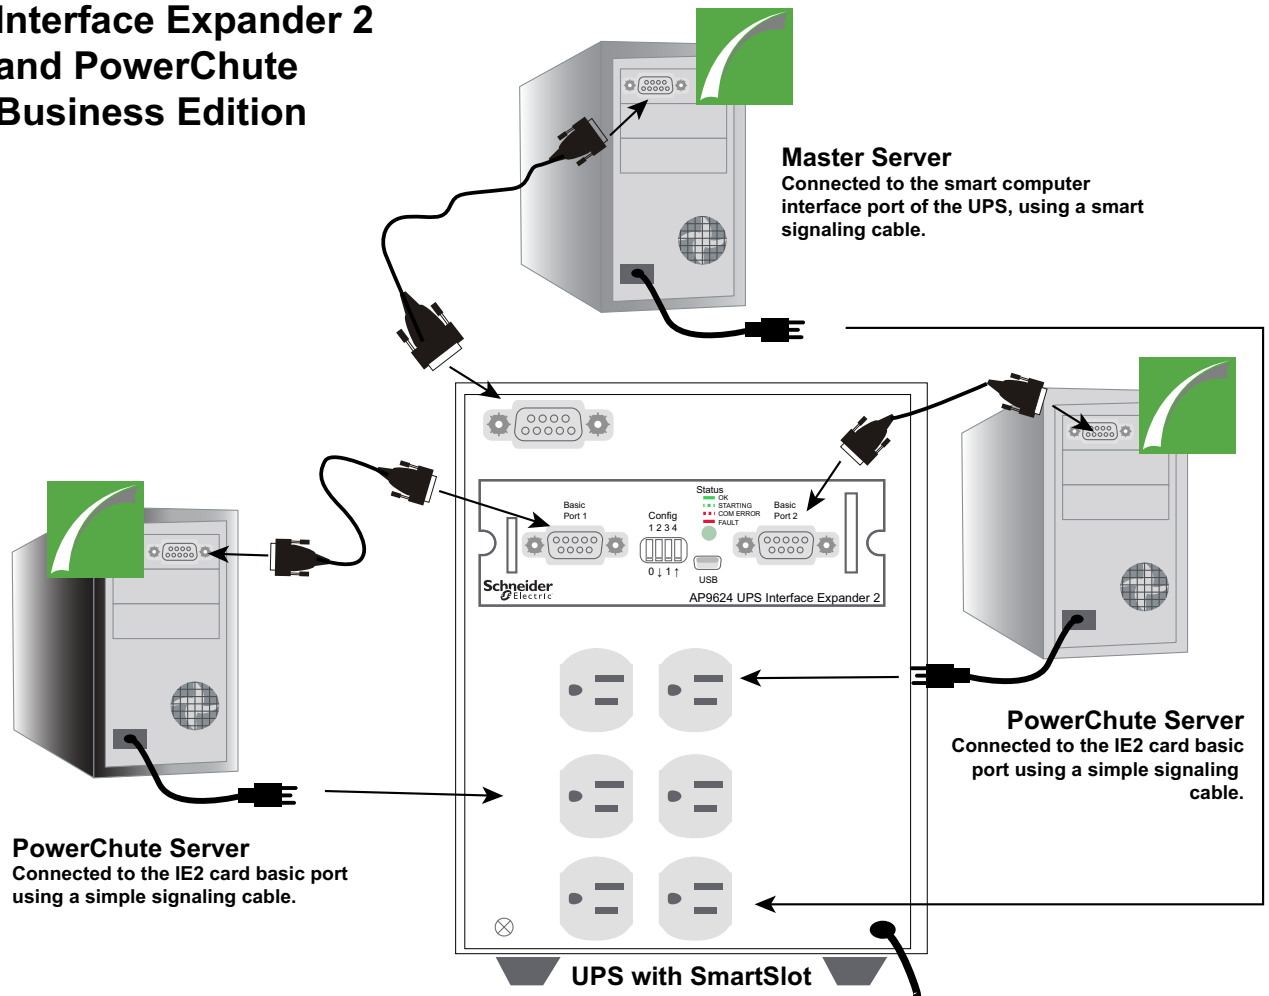 Interface Expander 2
and PowerChute
Business Edition
Master Server
Connected to the smart computer
interface port of the UPS, using a smart
signaling cable.
Basic
Port 1
Config
1 2 3 4
0 ↓ 1 ↑
Status
OK
STARTING
COM ERROR
FAULT
USB
Basic
Port 2
Schneider
Electric
AP9624 UPS Interface Expander 2
PowerChute Server
Connected to the IE2 card basic
port using a simple signaling
cable.
PowerChute Server
Connected to the IE2 card basic port
using a simple signaling cable.
UPS with SmartSlot